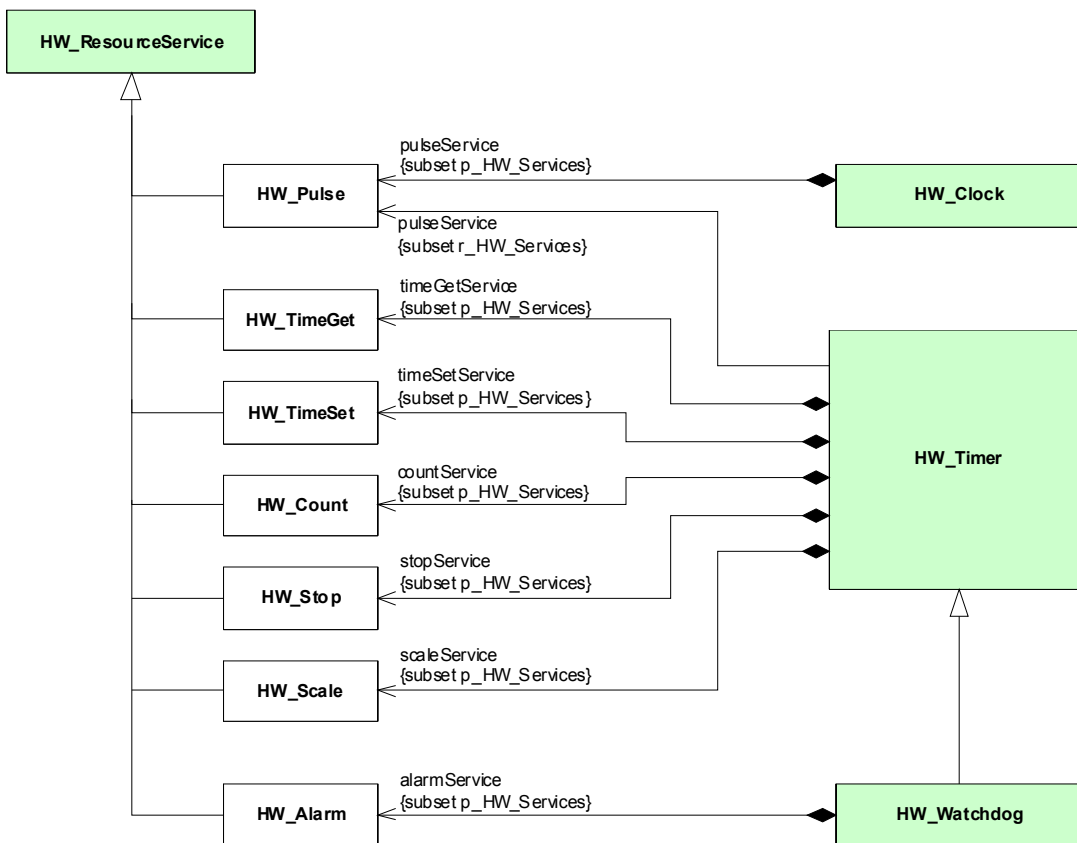 HW_ResourceService
pulseService
{subset p_HW_Services}
HW_Pulse
HW_Clock
pulseService
{subset r_HW_Services}
timeGetService
{subset p_HW_Services}
HW_TimeGet
timeSetService
{subset p_HW_Services}
HW_TimeSet
HW_Timer
countService
{subset p_HW_Services}
HW_Count
stopService
{subset p_HW_Services}
HW_Stop
scaleService
{subset p_HW_Services}
HW_Scale
alarmService
{subset p_HW_Services}
HW_Alarm
HW_Watchdog